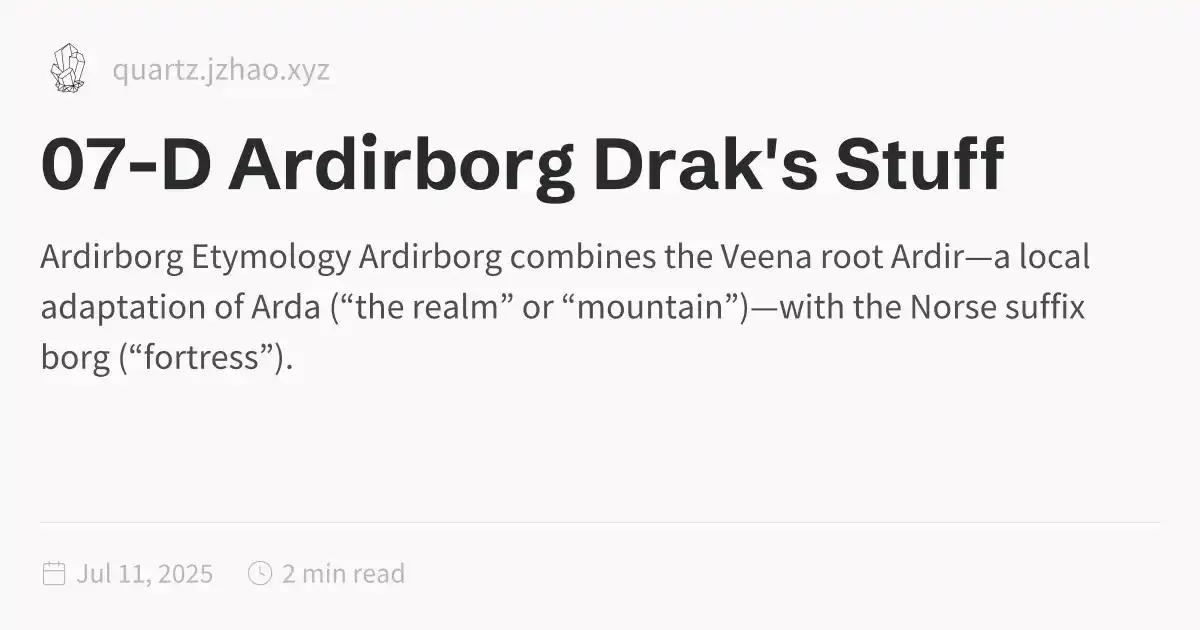 quartz.jzhao.xyz
07-D Ardirborg Drak's Stuff
Ardirborg Etymology Ardirborg combines the Veena root Ardir—a local
adaptation of Arda (“the realm” or “mountain”)—with the Norse suffix
borg (“fortress”).
Jul 11, 2025 2 min read